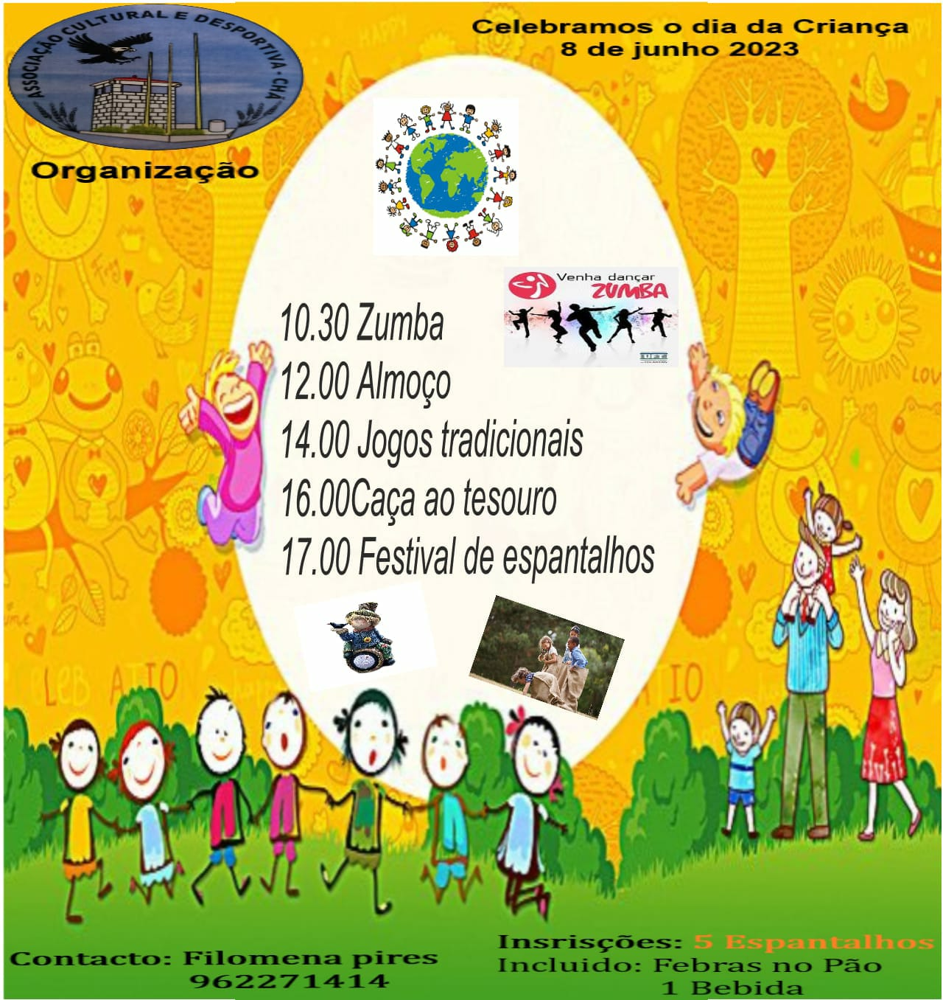 ASSOCIAÇÃO CULTURAL E DESPORTIVA - CHÃ
Organização
Celebramos o dia da Criança
8 de junho 2023
Venha dançar
ZUMBA
UFT
10.30 Zumba
12.00 Almoço
14.00 Jogos tradicionais
16.00Caça ao tesouro
17.00 Festival de espantalhos
Contacto: Filomena pires
962271414
Insrisções: 5 Espantalhos
Incluido: Febras no Pão
1 Bebida